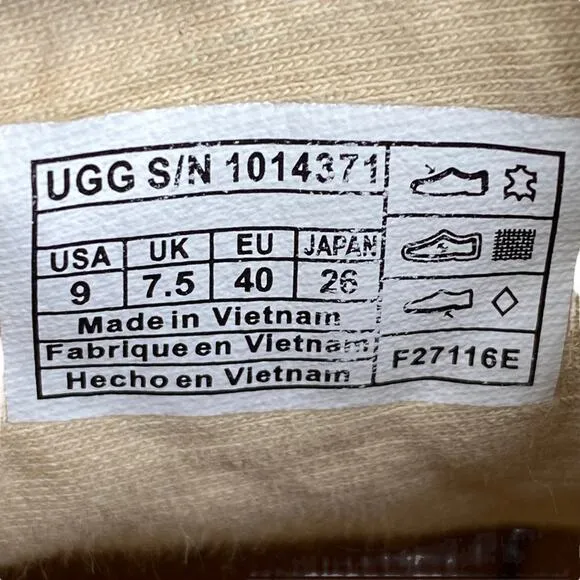 UGG S/N 1014371
USA UK EU JAPAN
9 7.5 40 26
Made in Vietnam
Fabrique en Vietnam
Hecho en Vietnam
F27116E